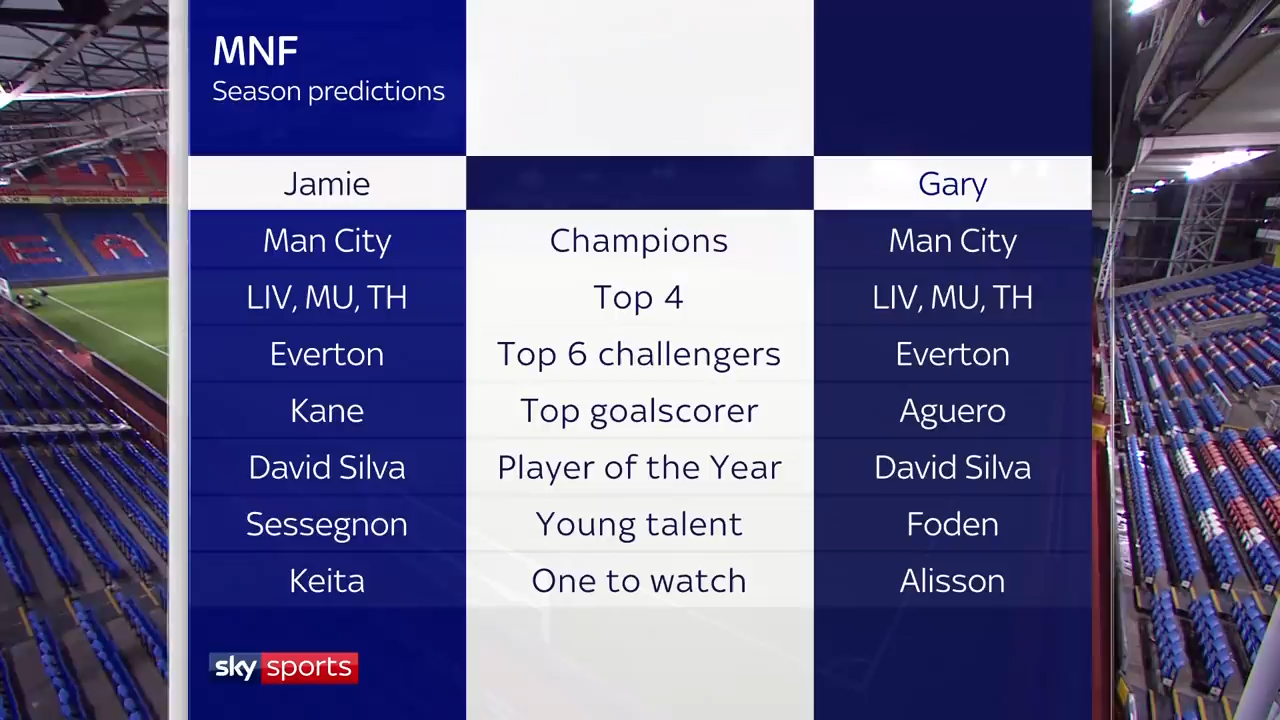 MNF
Season predictions
Jamie Gary
Man City Champions Man City
LIV, MU, TH Top 4 LIV, MU, TH
Everton Top 6 challengers Everton
Kane Top goalscorer Aguero
David Silva Player of the Year David Silva
Sessegnon Young talent Foden
Keita One to watch Alisson
sky sports
E A